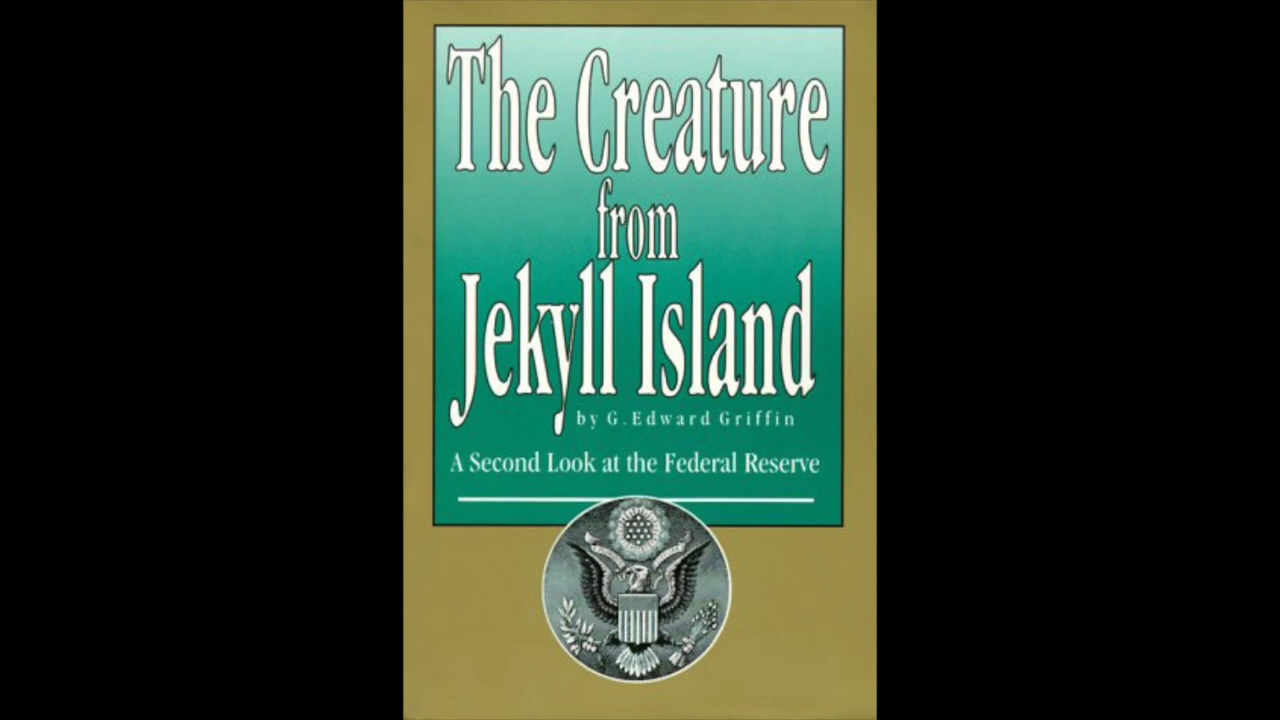 The Creature
from
Jekyll Island
by G. Edward Griffin
A Second Look at the Federal Reserve